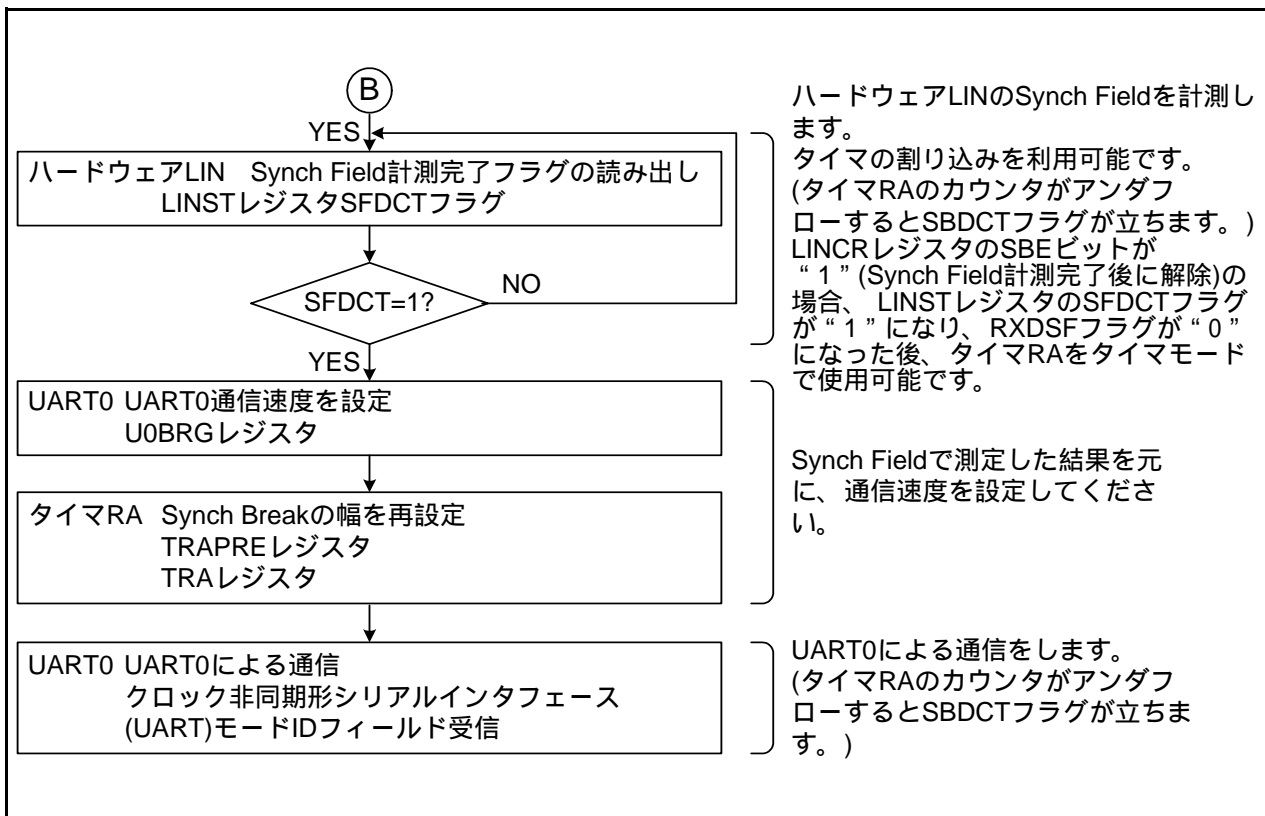 B
YES
ハードウェアLIN Synch Field計測完了フラグの読み出し
LINSTレジスタSFDCTフラグ
SFDCT=1?
NO
YES
UART0 UART0通信速度を設定
U0BRGレジスタ
タイマRA Synch Breakの幅を再設定
TRAPREレジスタ
TRAレジスタ
UART0 UART0による通信
クロック非同期形シリアルインタフェース
(UART)モードIDフィールド受信
ハードウェアLINのSynch Fieldを計測し
ます。
タイマの割り込みを利用可能です。
(タイマRAのカウンタがアンダフ
ローするとSBDCTフラグが立ちます。)
LINCRレジスタのSBEビットが
“1”(Synch Field計測完了後に解除)の
場合、LINSTレジスタのSFDCTフラグ
が“1”になり、RXDSFフラグが“0”
になった後、タイマRAをタイマモード
で使用可能です。
Synch Fieldで測定した結果を元
に、通信速度を設定してくださ
い。
UART0による通信をします。
(タイマRAのカウンタがアンダフ
ローするとSBDCTフラグが立ちま
す。)